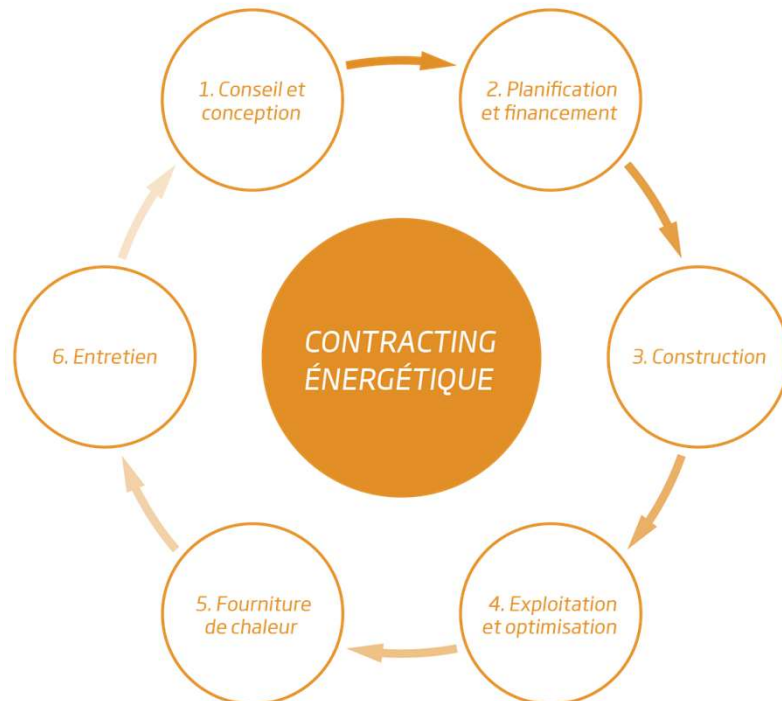 1. Conseil et
conception
2. Planification
et financement
3. Construction
4. Exploitation
et optimisation
5. Fourniture
de chaleur
6. Entretien
CONTRACTING
ÉNERGÉTIQUE